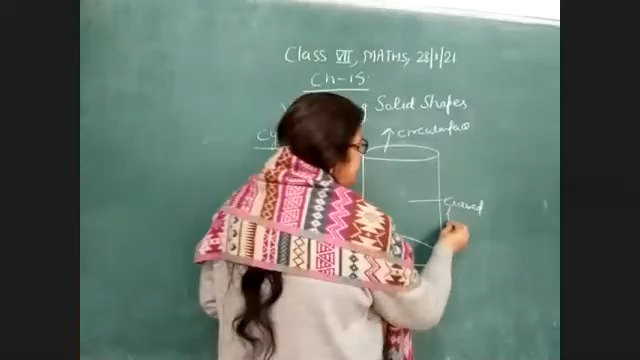 Class VII, MATHS, 28/1/21
Ch-15
Solid Shapes
circular face
Curved